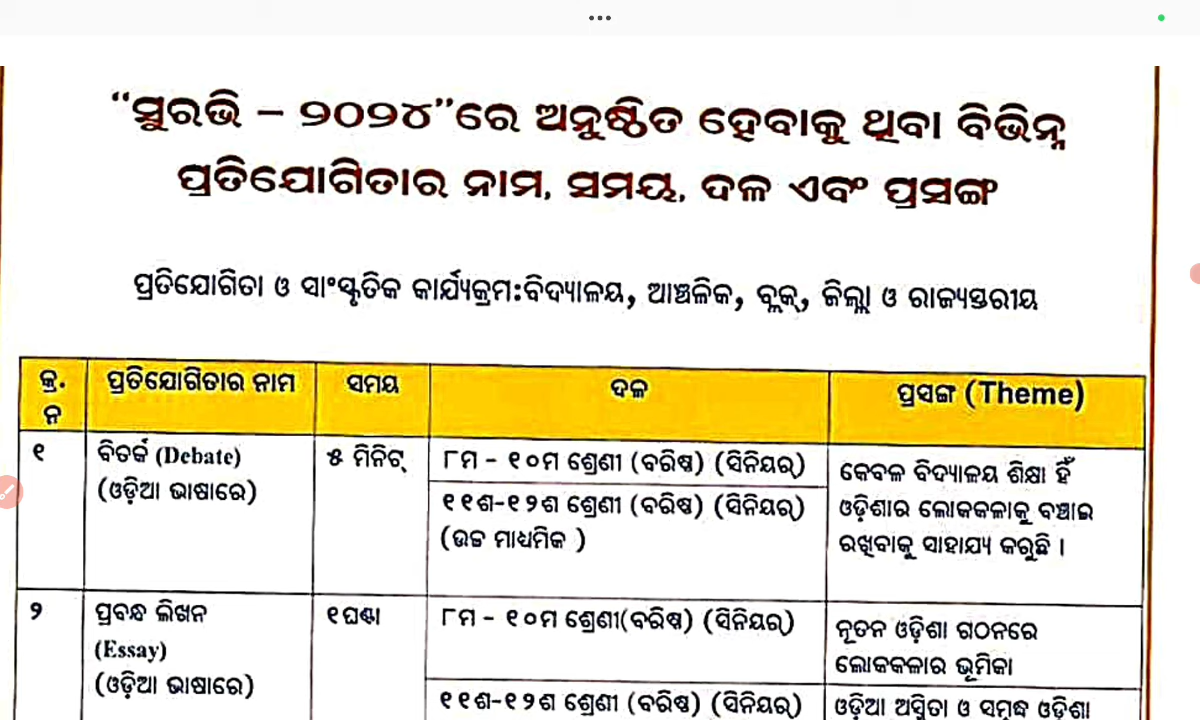 “ସୁରଭି – ୨୦୨୪”ରେ ଅନୁଷ୍ଠିତ ହେବାକୁ ଥିବା ବିଭିନ୍ନ
ପ୍ରତିଯୋଗିତାର ନାମ, ସମୟ, ଦଳ ଏବଂ ପ୍ରସଙ୍ଗ
ପ୍ରତିଯୋଗିତା ଓ ସାଂସ୍କୃତିକ କାର୍ଯ୍ୟକ୍ରମ:ବିଦ୍ୟାଳୟ, ଆଞ୍ଚଳିକ, ବ୍ଲକ୍, ଜିଲ୍ଲା ଓ ରାଜ୍ୟସ୍ତରୀୟ
କ୍ର.
ନ
ପ୍ରତିଯୋଗିତାର ନାମ
ସମୟ
ଦଳ
ପ୍ରସଙ୍ଗ (Theme)
୧
ବିତର୍କ (Debate)
(ଓଡ଼ିଆ ଭାଷାରେ)
୫ ମିନିଟ୍
୮ମ - ୧୦ମ ଶ୍ରେଣୀ (ବରିଷ୍ଠ) (ସିନିୟର୍)
୧୧ଶ-୧୨ଶ ଶ୍ରେଣୀ (ବରିଷ୍ଠ) (ସିନିୟର୍)
(ଉଚ୍ଚ ମାଧ୍ୟମିକ )
କେବଳ ବିଦ୍ୟାଳୟ ଶିକ୍ଷା ହିଁ
ଓଡ଼ିଶାର ଲୋକକଳାକୁ ବଞ୍ଚାଇ
ରଖିବାକୁ ସାହାଯ୍ୟ କରୁଛି ।
୨
ପ୍ରବନ୍ଧ ଲିଖନ
(Essay)
(ଓଡ଼ିଆ ଭାଷାରେ)
୧ଘଣ୍ଟା
୮ମ - ୧୦ମ ଶ୍ରେଣୀ(ବରିଷ୍ଠ) (ସିନିୟର୍)
ନୂତନ ଓଡ଼ିଶା ଗଠନରେ
ଲୋକକଳାର ଭୂମିକା
୧୧ଶ-୧୨ଶ ଶ୍ରେଣୀ (ବରିଷ୍ଠ) (ସିନିୟର୍)
ଓଡ଼ିଆ ଅସ୍ମିତା ଓ ସମୃଦ୍ଧ ଓଡ଼ିଶା